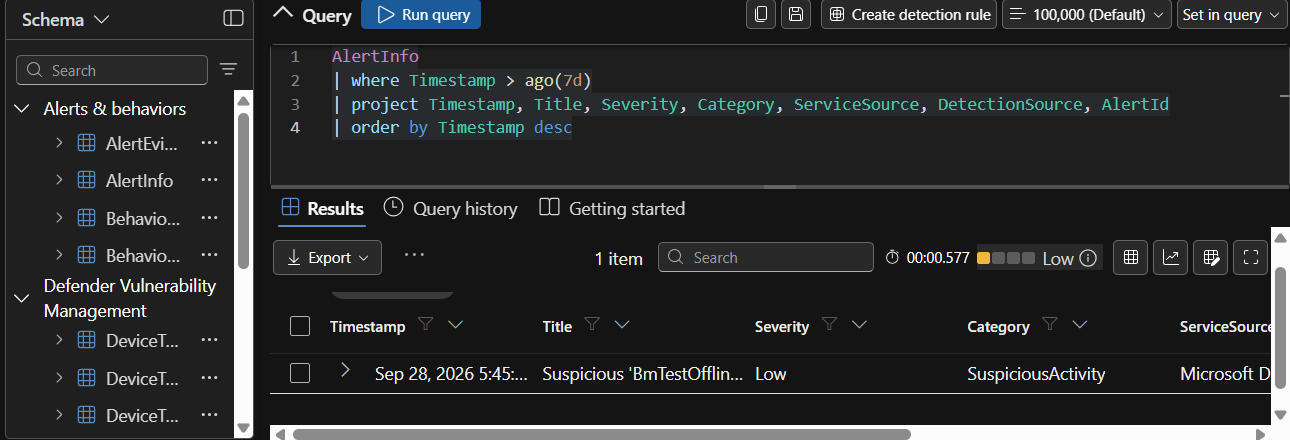 Schema
Search
Alerts & behaviors
AlertEvi...
AlertInfo
Behavio...
Behavio...
Defender Vulnerability
Management
DeviceT...
DeviceT...
DeviceT...
Query
Run query
Create detection rule
100,000 (Default)
Set in query
1 AlertInfo
2 | where Timestamp > ago(7d)
3 | project Timestamp, Title, Severity, Category, ServiceSource, DetectionSource, AlertId
4 | order by Timestamp desc
Results Query history Getting started
Export ... 1 item Search 00:00.577 Low
Timestamp Title Severity Category ServiceSource
Sep 28, 2026 5:45:... Suspicious 'BmTestOfflin... Low SuspiciousActivity Microsoft D